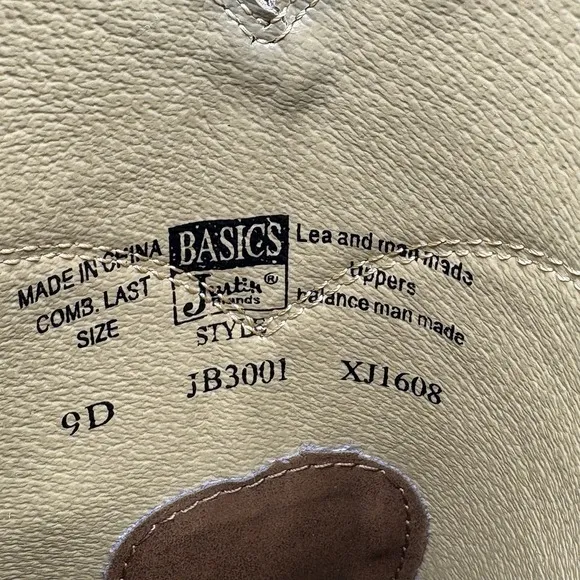 MADE IN CHINA
COMB. LAST
SIZE
9D
BASICS
Justin®
Brands
STYLE
JB3001
Lea and man made
uppers
balance man made
XJ1608